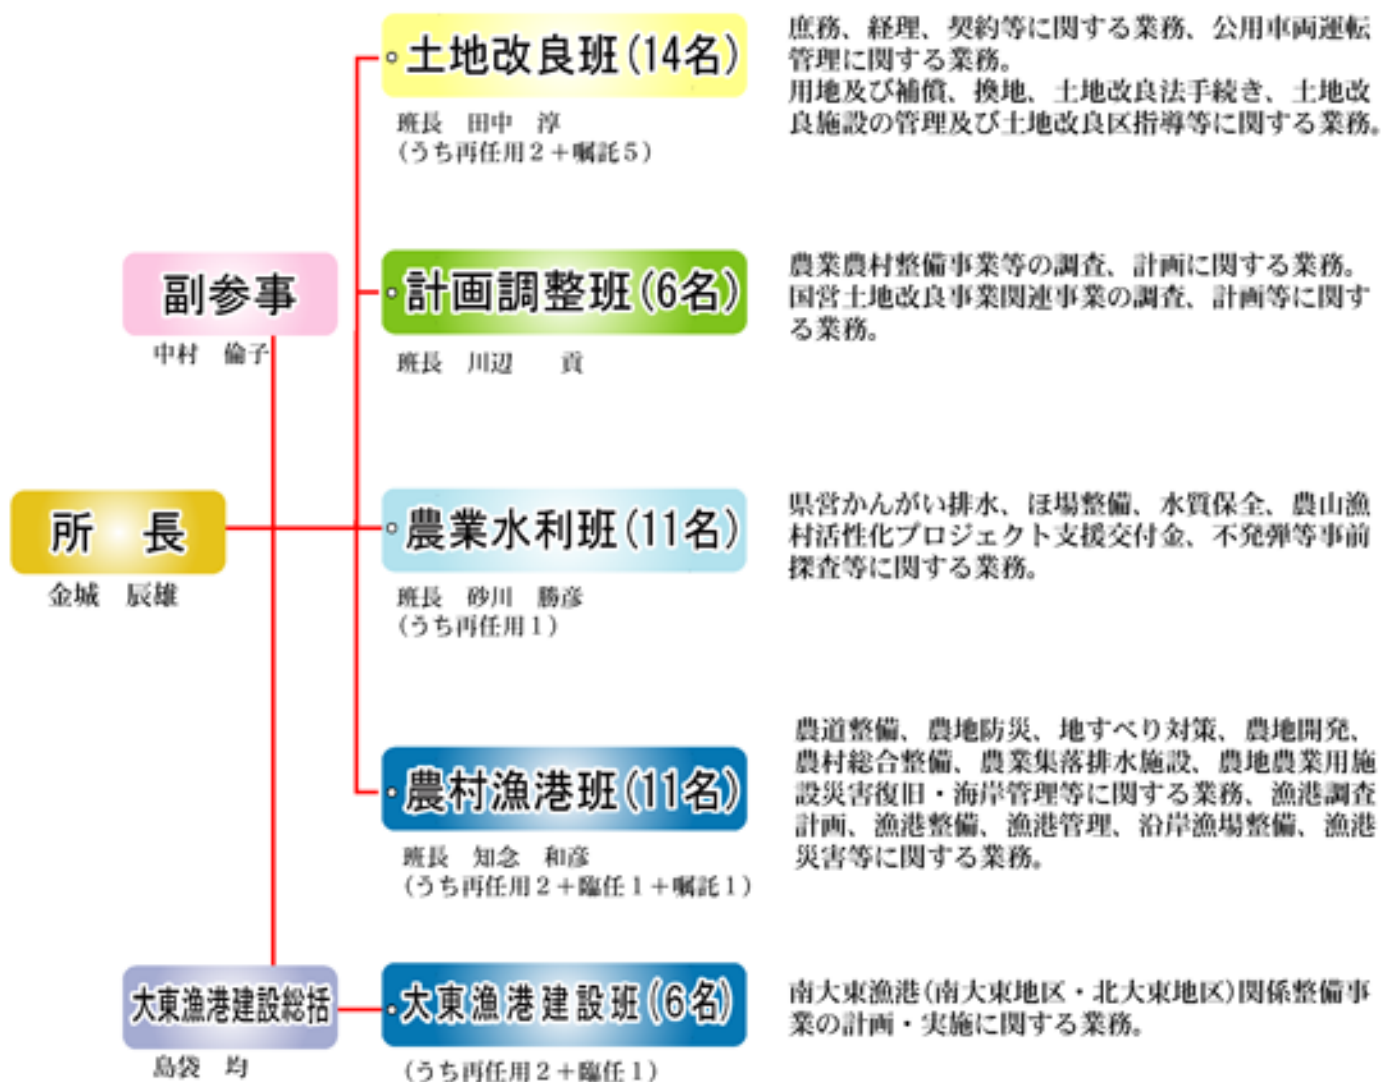 土地改良班(14名)
班長　田中　淳
(うち再任用2+嘱託5)
庶務、経理、契約等に関する業務、公用車両運転
管理に関する業務。
用地及び補償、換地、土地改良法手続き、土地改
良施設の管理及び土地改良区指導等に関する業務。
副参事
中村　倫子
計画調整班(6名)
班長　川辺　　貢
農業農村整備事業等の調査、計画に関する業務。
国営土地改良事業関連事業の調査、計画等に関す
る業務。
所　長
金城　辰雄
農業水利班(11名)
班長　砂川　勝彦
(うち再任用1)
県営かんがい排水、ほ場整備、水質保全、農山漁
村活性化プロジェクト支援交付金、不発弾等事前
探査等に関する業務。
農村漁港班(11名)
班長　知念　和彦
(うち再任用2+臨任1+嘱託1)
農道整備、農地防災、地すべり対策、農地開発、
農村総合整備、農業集落排水施設、農地農業用施
設災害復旧・海岸管理等に関する業務、漁港調査
計画、漁港整備、漁港管理、沿岸漁場整備、漁港
災害等に関する業務。
大東漁港建設総括
島袋　均
大東漁港建設班(6名)
(うち再任用2+臨任1)
南大東漁港(南大東地区・北大東地区)関係整備事
業の計画・実施に関する業務。